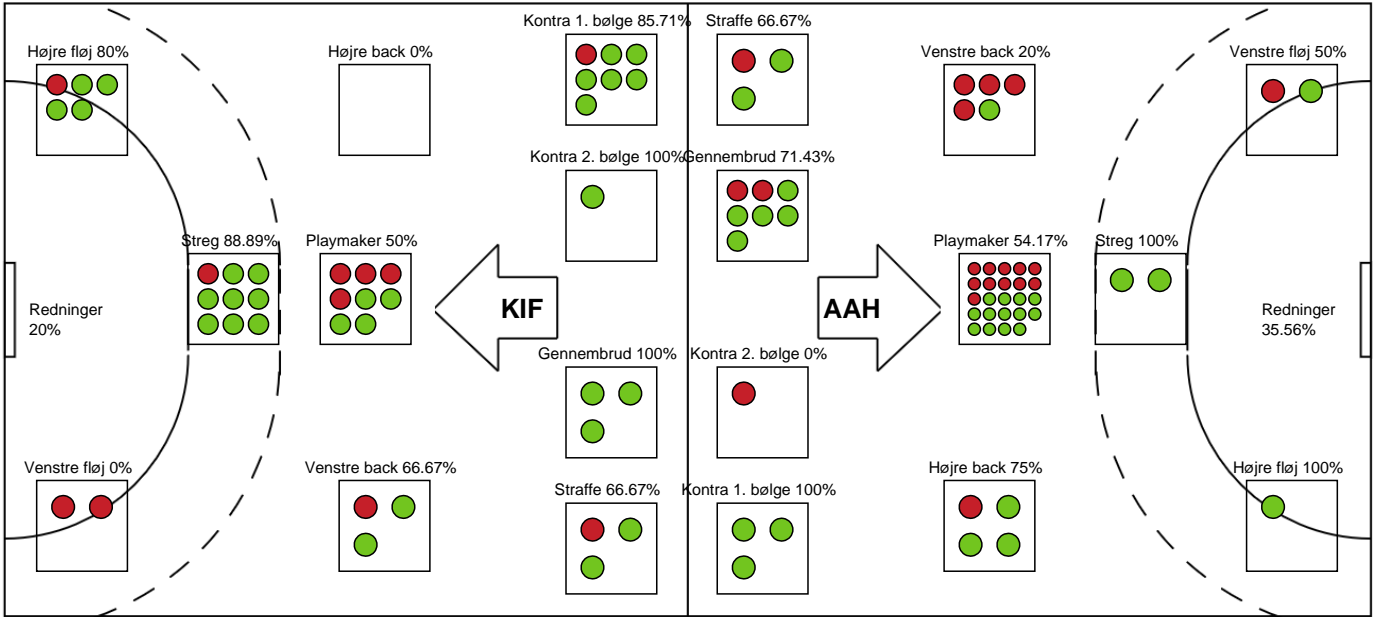 Kontra 1. bølge 85.71%
Straffe 66.67%
Højre fløj 80%
Højre back 0%
Venstre back 20%
Venstre fløj 50%
Kontra 2. bølge 100%
Gennembrud 71.43%
Streg 88.89%
Playmaker 50%
Playmaker 54.17%
Streg 100%
Redninger
20%
KIF
AAH
Redninger
35.56%
Gennembrud 100%
Kontra 2. bølge 0%
Venstre fløj 0%
Venstre back 66.67%
Højre back 75%
Højre fløj 100%
Straffe 66.67%
Kontra 1. bølge 100%